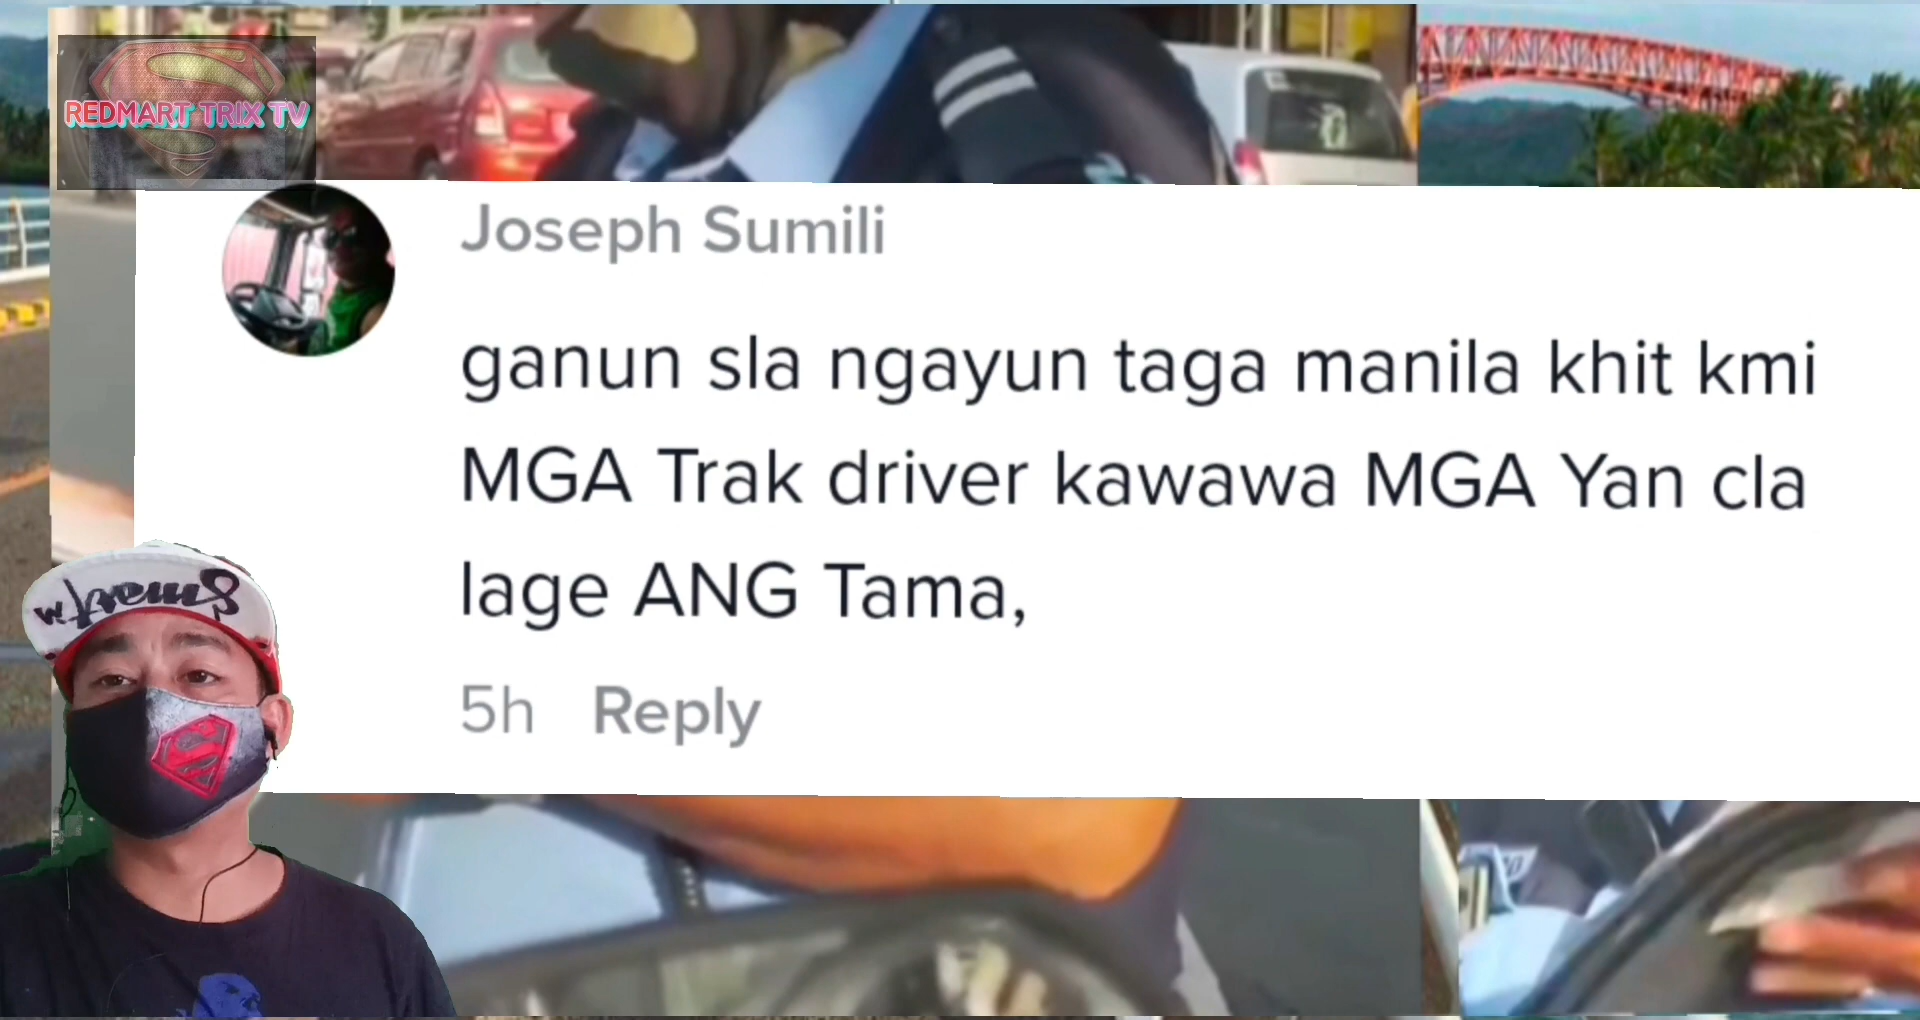 REDMART TRIX TV
Joseph Sumili
ganun sla ngayun taga manila khit kmi
MGA Trak driver kawawa MGA Yan cla
lage ANG Tama,
5h Reply